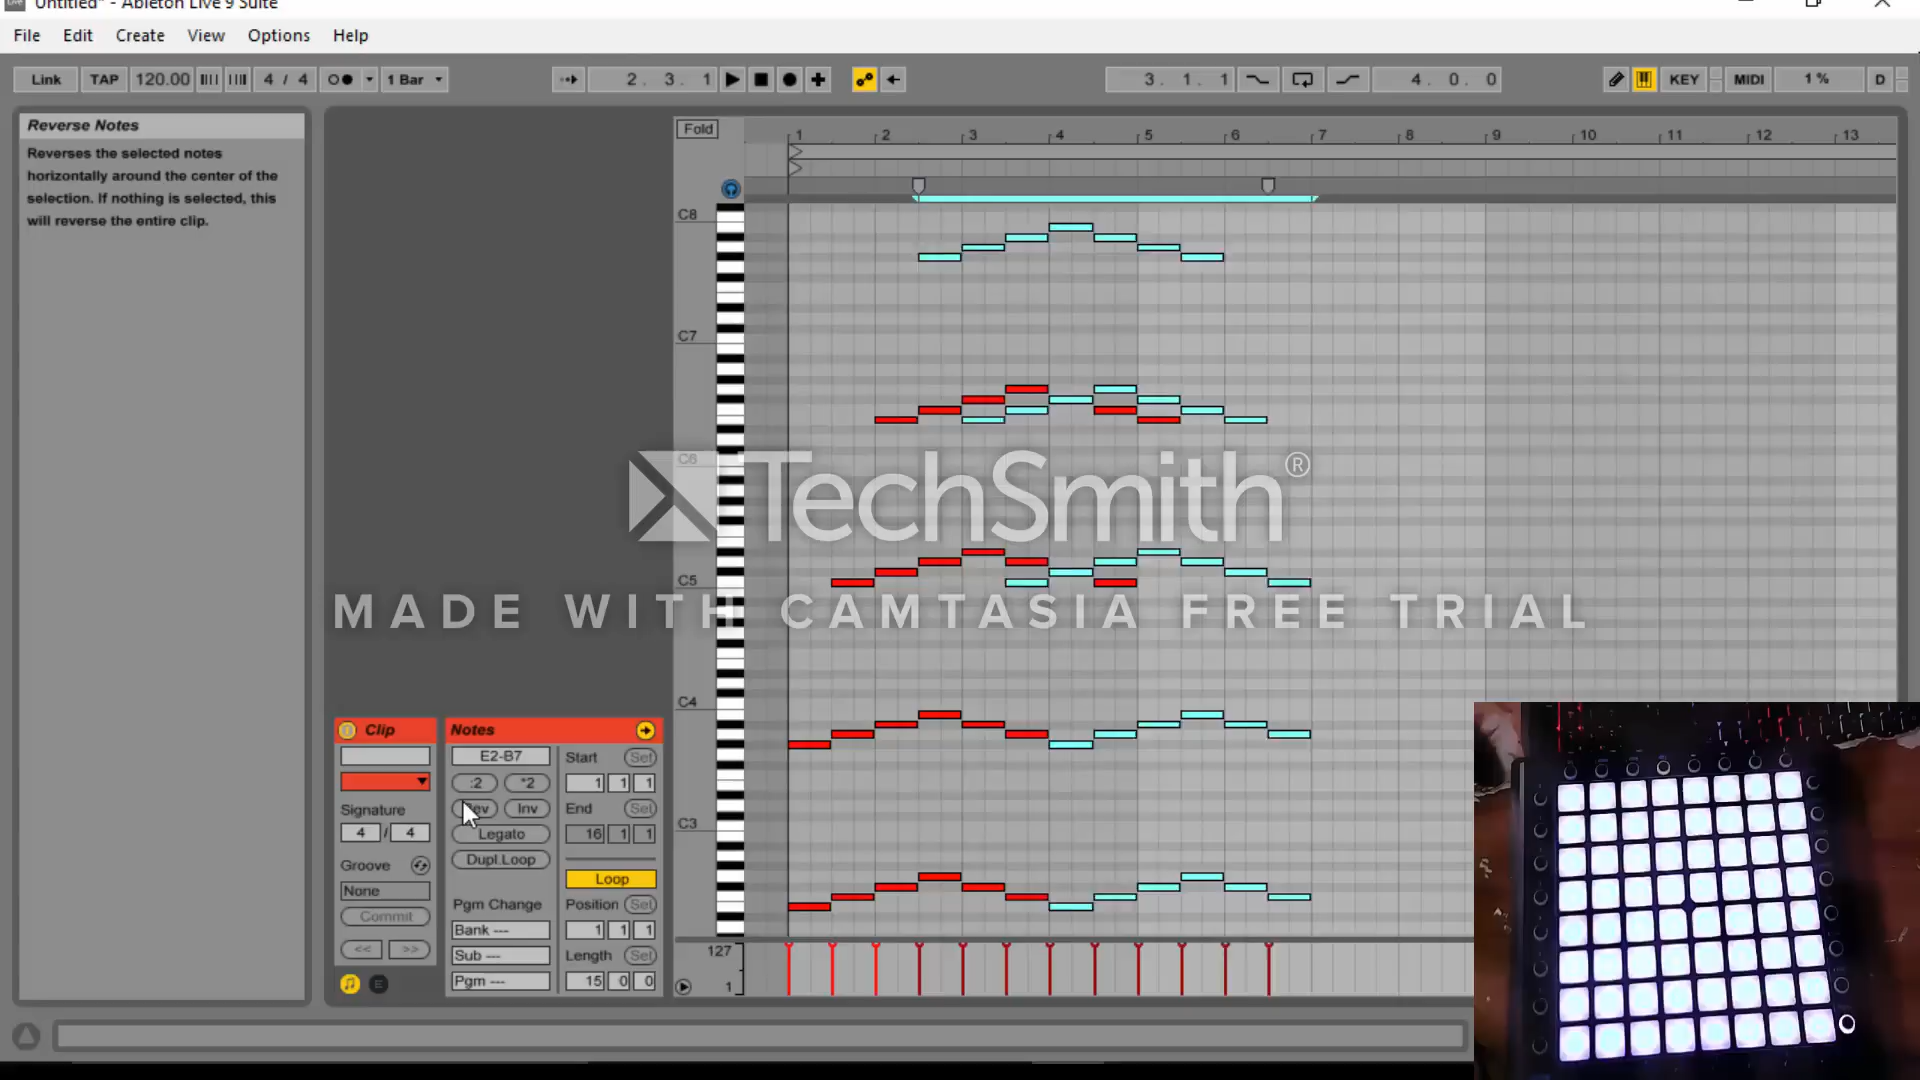 Untitled* - Ableton Live 9 Suite
File Edit Create View Options Help
Link TAP 120.00 4 / 4 1 Bar 2. 3. 1 3. 1. 1 4. 0. 0 KEY MIDI 1 % D
Reverse Notes
Reverses the selected notes
horizontally around the center of the
selection. If nothing is selected, this
will reverse the entire clip.
Fold
1 2 3 4 5 6 7 8 9 10 11 12 13
C8
C7
C6
TechSmith®
C5
MADE WITH CAMTASIA FREE TRIAL
C4
C3
127
1
Clip
Signature
4 / 4
Groove
None
Commit
<< >>
Notes
E2-B7
:2 *2
Inv
Legato
Dupl.Loop
Pgm Change
Bank ---
Sub ---
Pgm ---
Start Set
1 1 1
End Set
16 1 1
Loop
Position Set
1 1 1
Length Set
15 0 0